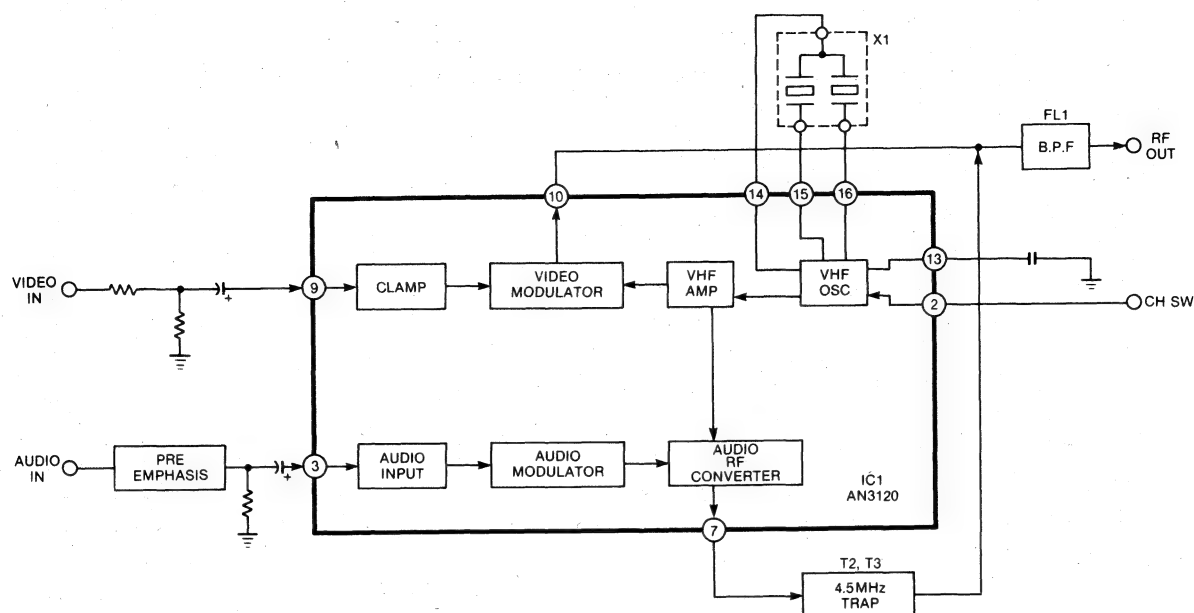 X1
FL1
B.P.F
RF
OUT
10
14
15
16
13
VIDEO
IN
9
CLAMP
VIDEO
MODULATOR
VHF
AMP
VHF
OSC
2
CH SW
AUDIO
IN
PRE
EMPHASIS
3
AUDIO
INPUT
AUDIO
MODULATOR
AUDIO
RF
CONVERTER
IC1
AN3120
7
T2, T3
4.5MHz
TRAP
+
+